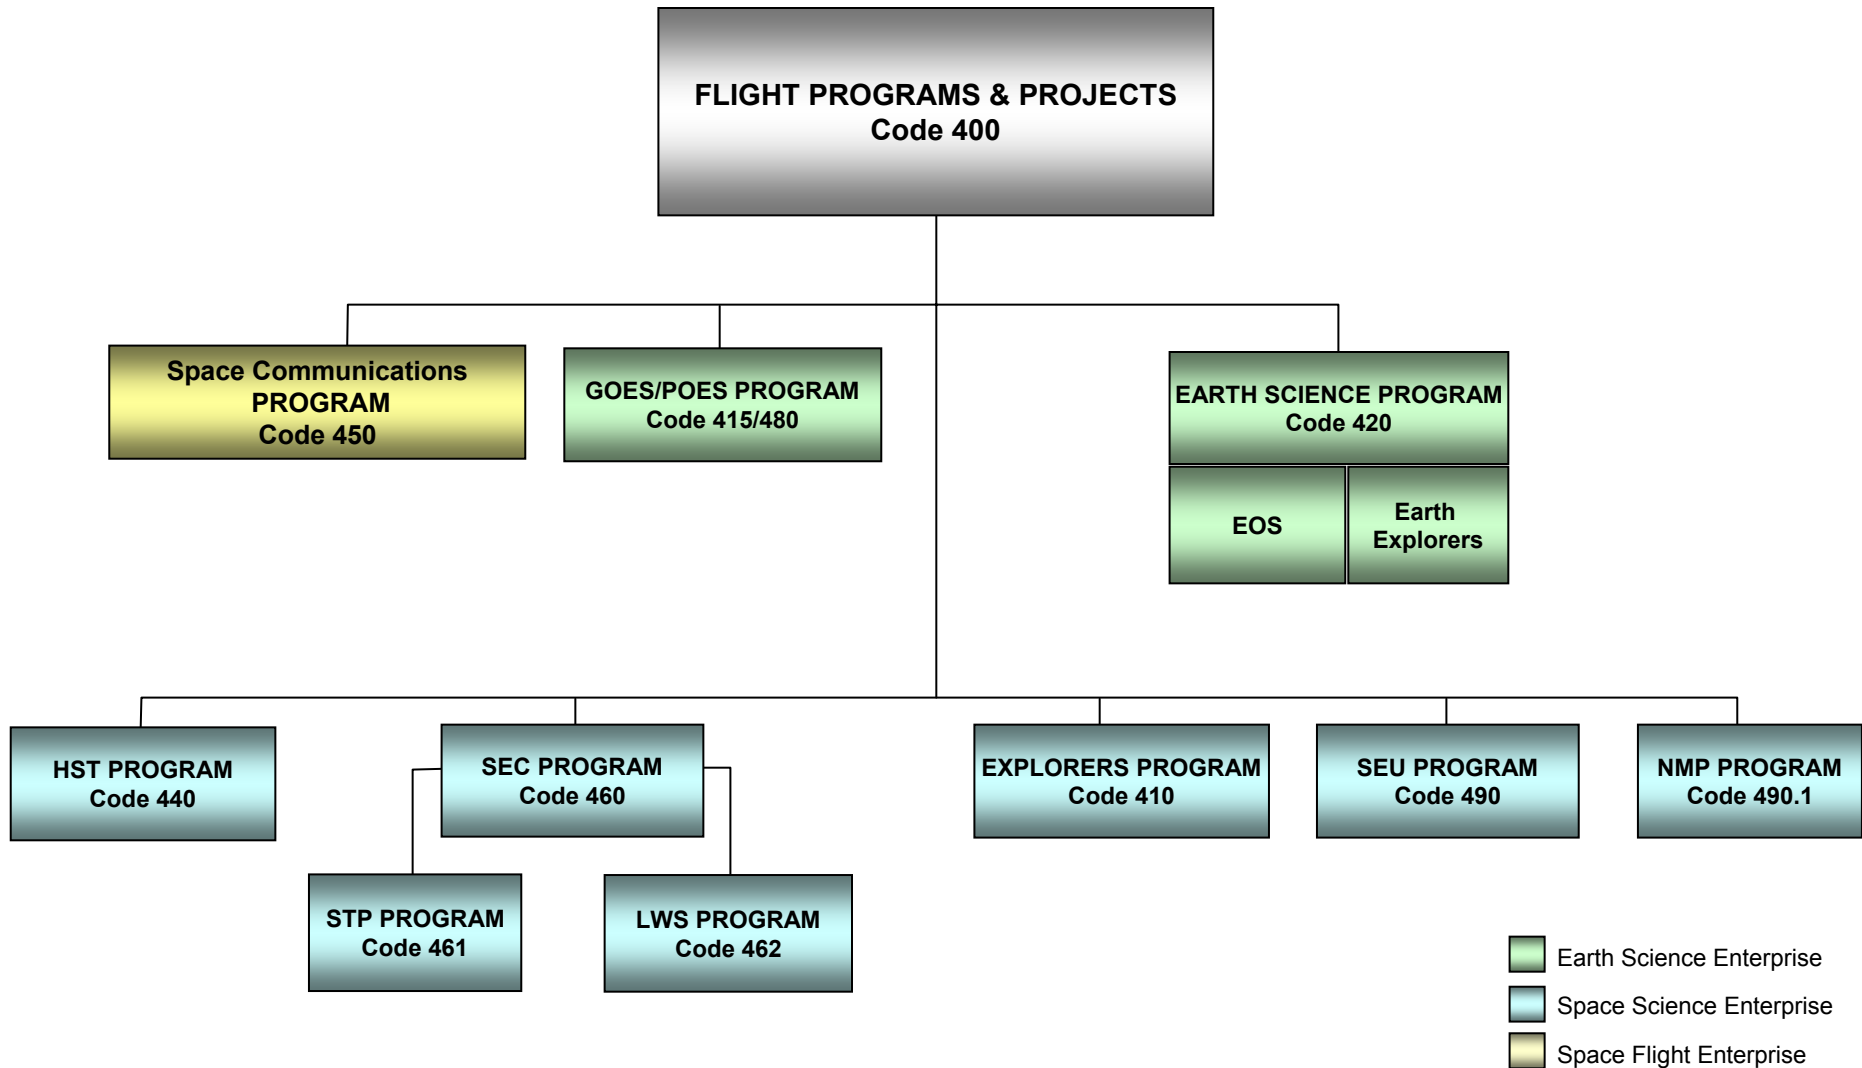 FLIGHT PROGRAMS & PROJECTS
Code 400
Space Communications
PROGRAM
Code 450
GOES/POES PROGRAM
Code 415/480
EARTH SCIENCE PROGRAM
Code 420
EOS
Earth
Explorers
HST PROGRAM
Code 440
SEC PROGRAM
Code 460
EXPLORERS PROGRAM
Code 410
SEU PROGRAM
Code 490
NMP PROGRAM
Code 490.1
STP PROGRAM
Code 461
LWS PROGRAM
Code 462
Earth Science Enterprise
Space Science Enterprise
Space Flight Enterprise